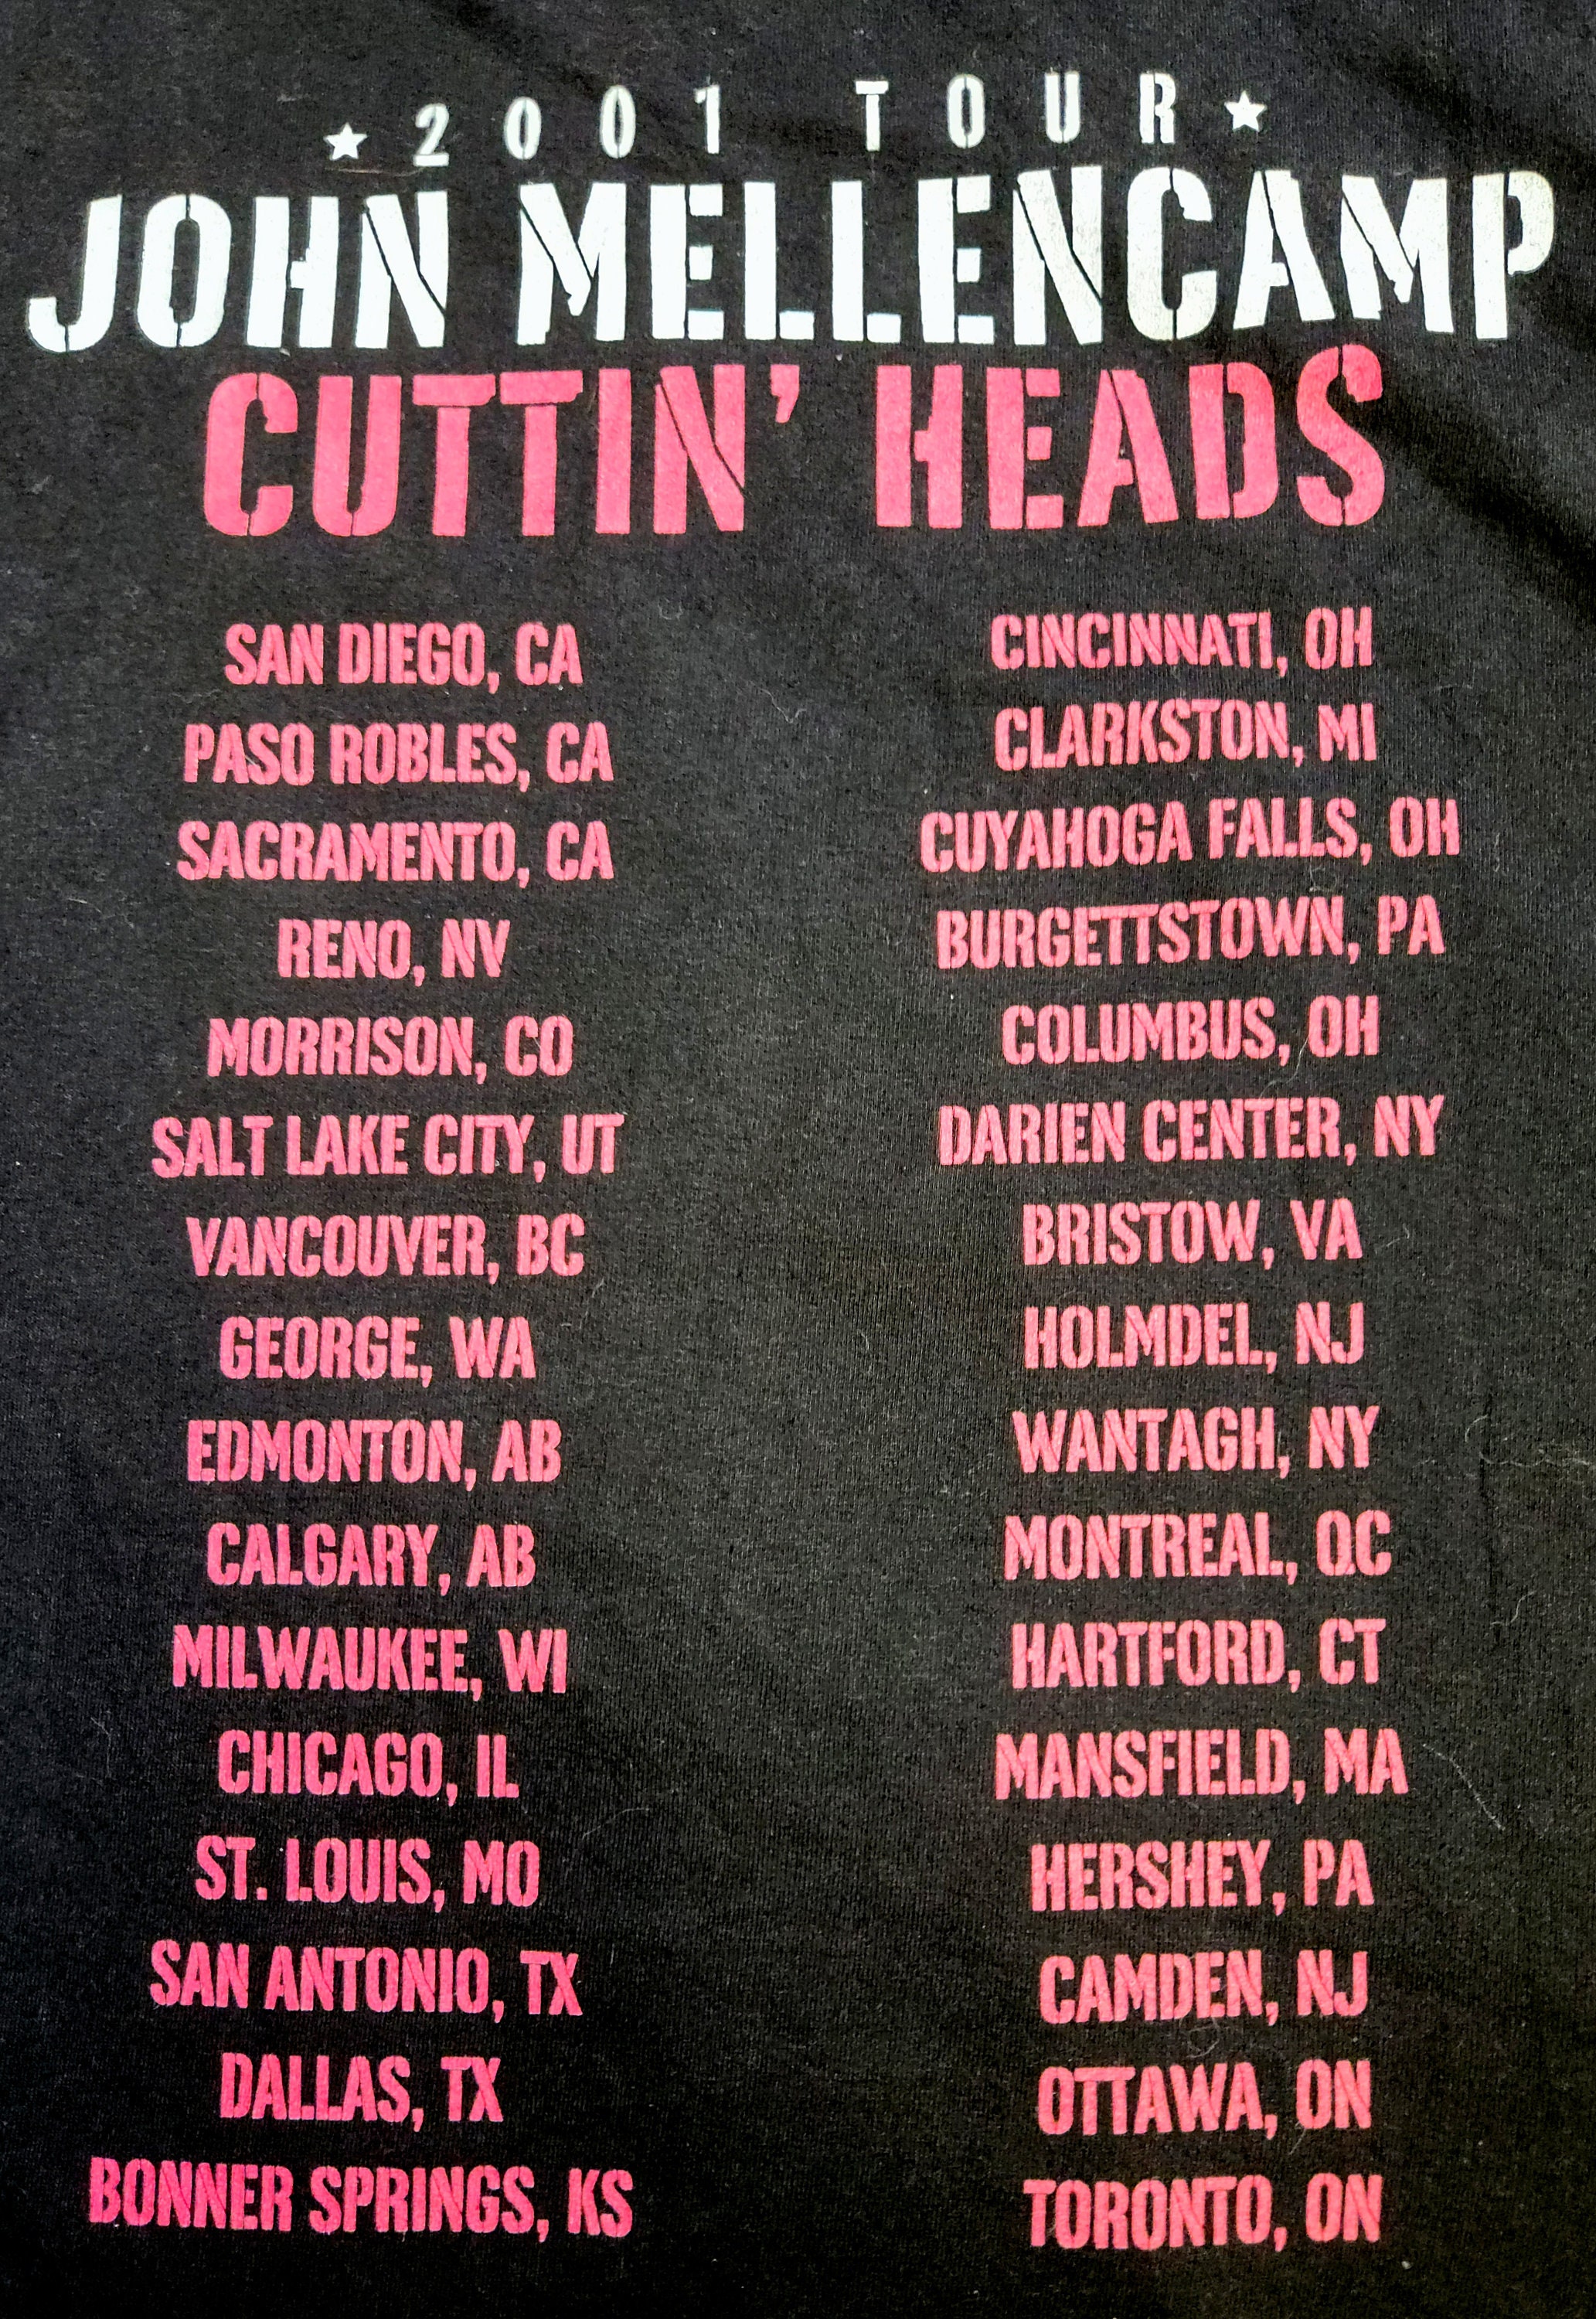 ★ 2001 TOUR ★
JOHN MELLENCAMP
CUTTIN' HEADS
SAN DIEGO, CA
PASO ROBLES, CA
SACRAMENTO, CA
RENO, NV
MORRISON, CO
SALT LAKE CITY, UT
VANCOUVER, BC
GEORGE, WA
EDMONTON, AB
CALGARY, AB
MILWAUKEE, WI
CHICAGO, IL
ST. LOUIS, MO
SAN ANTONIO, TX
DALLAS, TX
BONNER SPRINGS, KS
CINCINNATI, OH
CLARKSTON, MI
CUYAHOGA FALLS, OH
BURGETTSTOWN, PA
COLUMBUS, OH
DARIEN CENTER, NY
BRISTOW, VA
HOLMDEL, NJ
WANTAGH, NY
MONTREAL, QC
HARTFORD, CT
MANSFIELD, MA
HERSHEY, PA
CAMDEN, NJ
OTTAWA, ON
TORONTO, ON